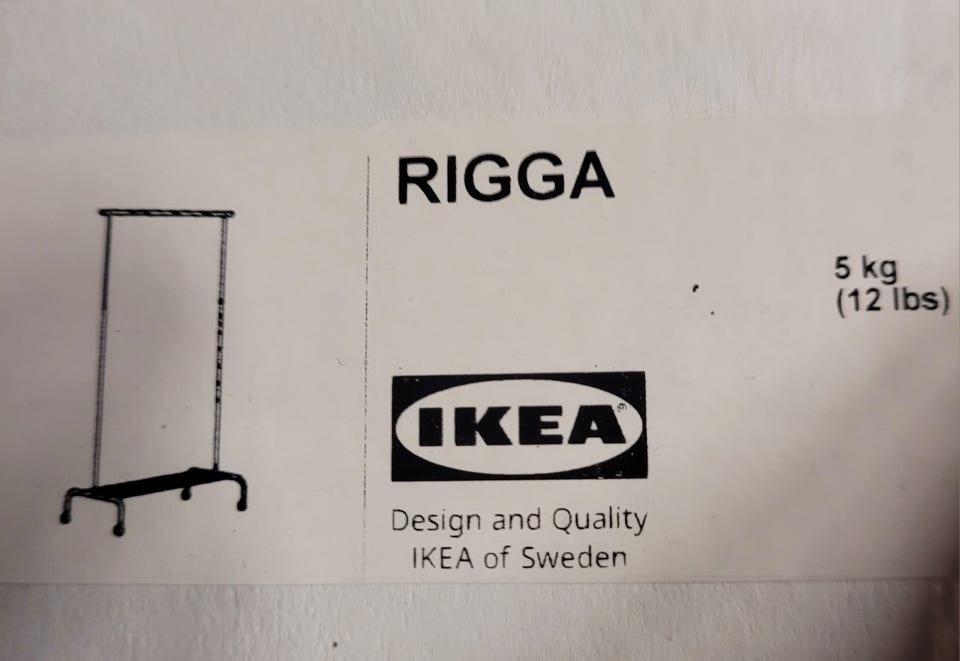 RIGGA
5 kg
(12 lbs)
IKEA®
Design and Quality
IKEA of Sweden